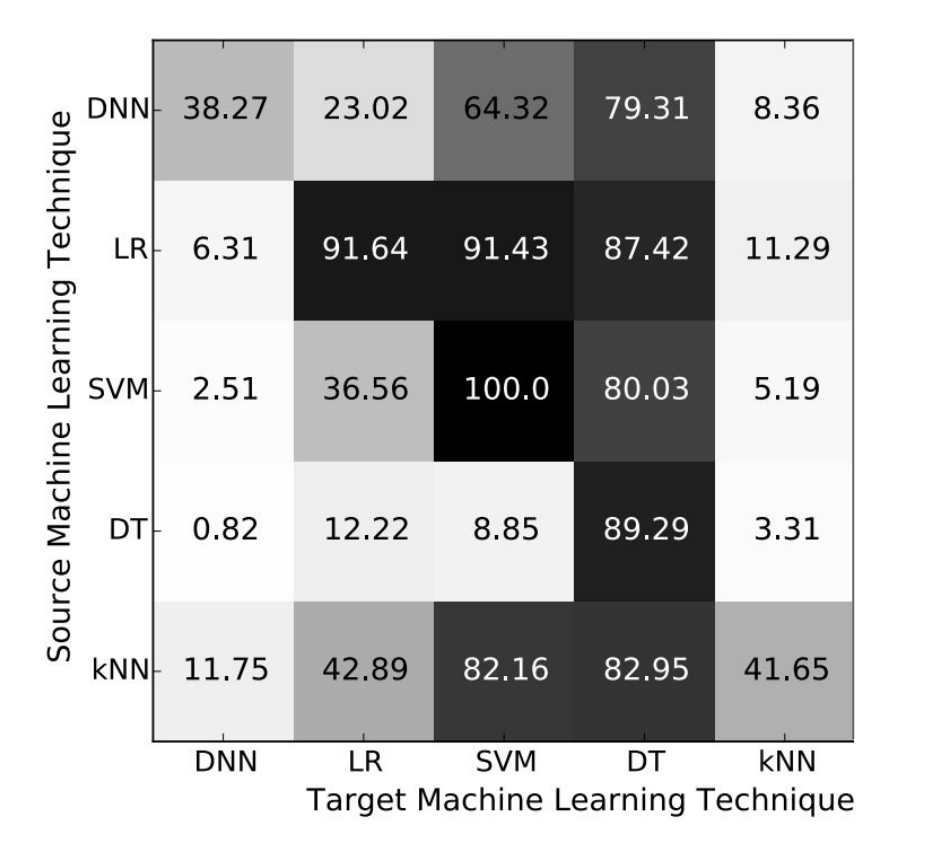 Source Machine Learning Technique
DNN 38.27 23.02 64.32 79.31 8.36
LR 6.31 91.64 91.43 87.42 11.29
SVM 2.51 36.56 100.0 80.03 5.19
DT 0.82 12.22 8.85 89.29 3.31
kNN 11.75 42.89 82.16 82.95 41.65
DNN LR SVM DT kNN
Target Machine Learning Technique